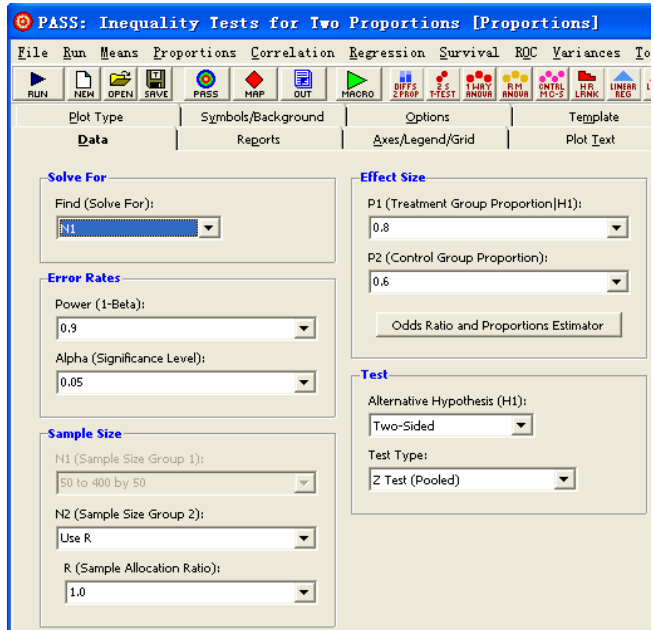 PASS: Inequality Tests for Two Proportions [Proportions]
File Run Means Proportions Correlation Regression Survival ROC Variances To
RUN NEW OPEN SAVE PASS MAP OUT MACRO DIFFS 2 PROP 2 S T-TEST 1 WAY ANOVA R M ANOVA CNTRL M C-S H R LRNK LINEAR REG
Plot Type Symbols/Background Options Template
Data Reports Axes/Legend/Grid Plot Text
Solve For
Find (Solve For):
N1
Error Rates
Power (1-Beta):
0.9
Alpha (Significance Level):
0.05
Sample Size
N1 (Sample Size Group 1):
50 to 400 by 50
N2 (Sample Size Group 2):
Use R
R (Sample Allocation Ratio):
1.0
Effect Size
P1 (Treatment Group Proportion|H1):
0.8
P2 (Control Group Proportion):
0.6
Odds Ratio and Proportions Estimator
Test
Alternative Hypothesis (H1):
Two-Sided
Test Type:
Z Test (Pooled)